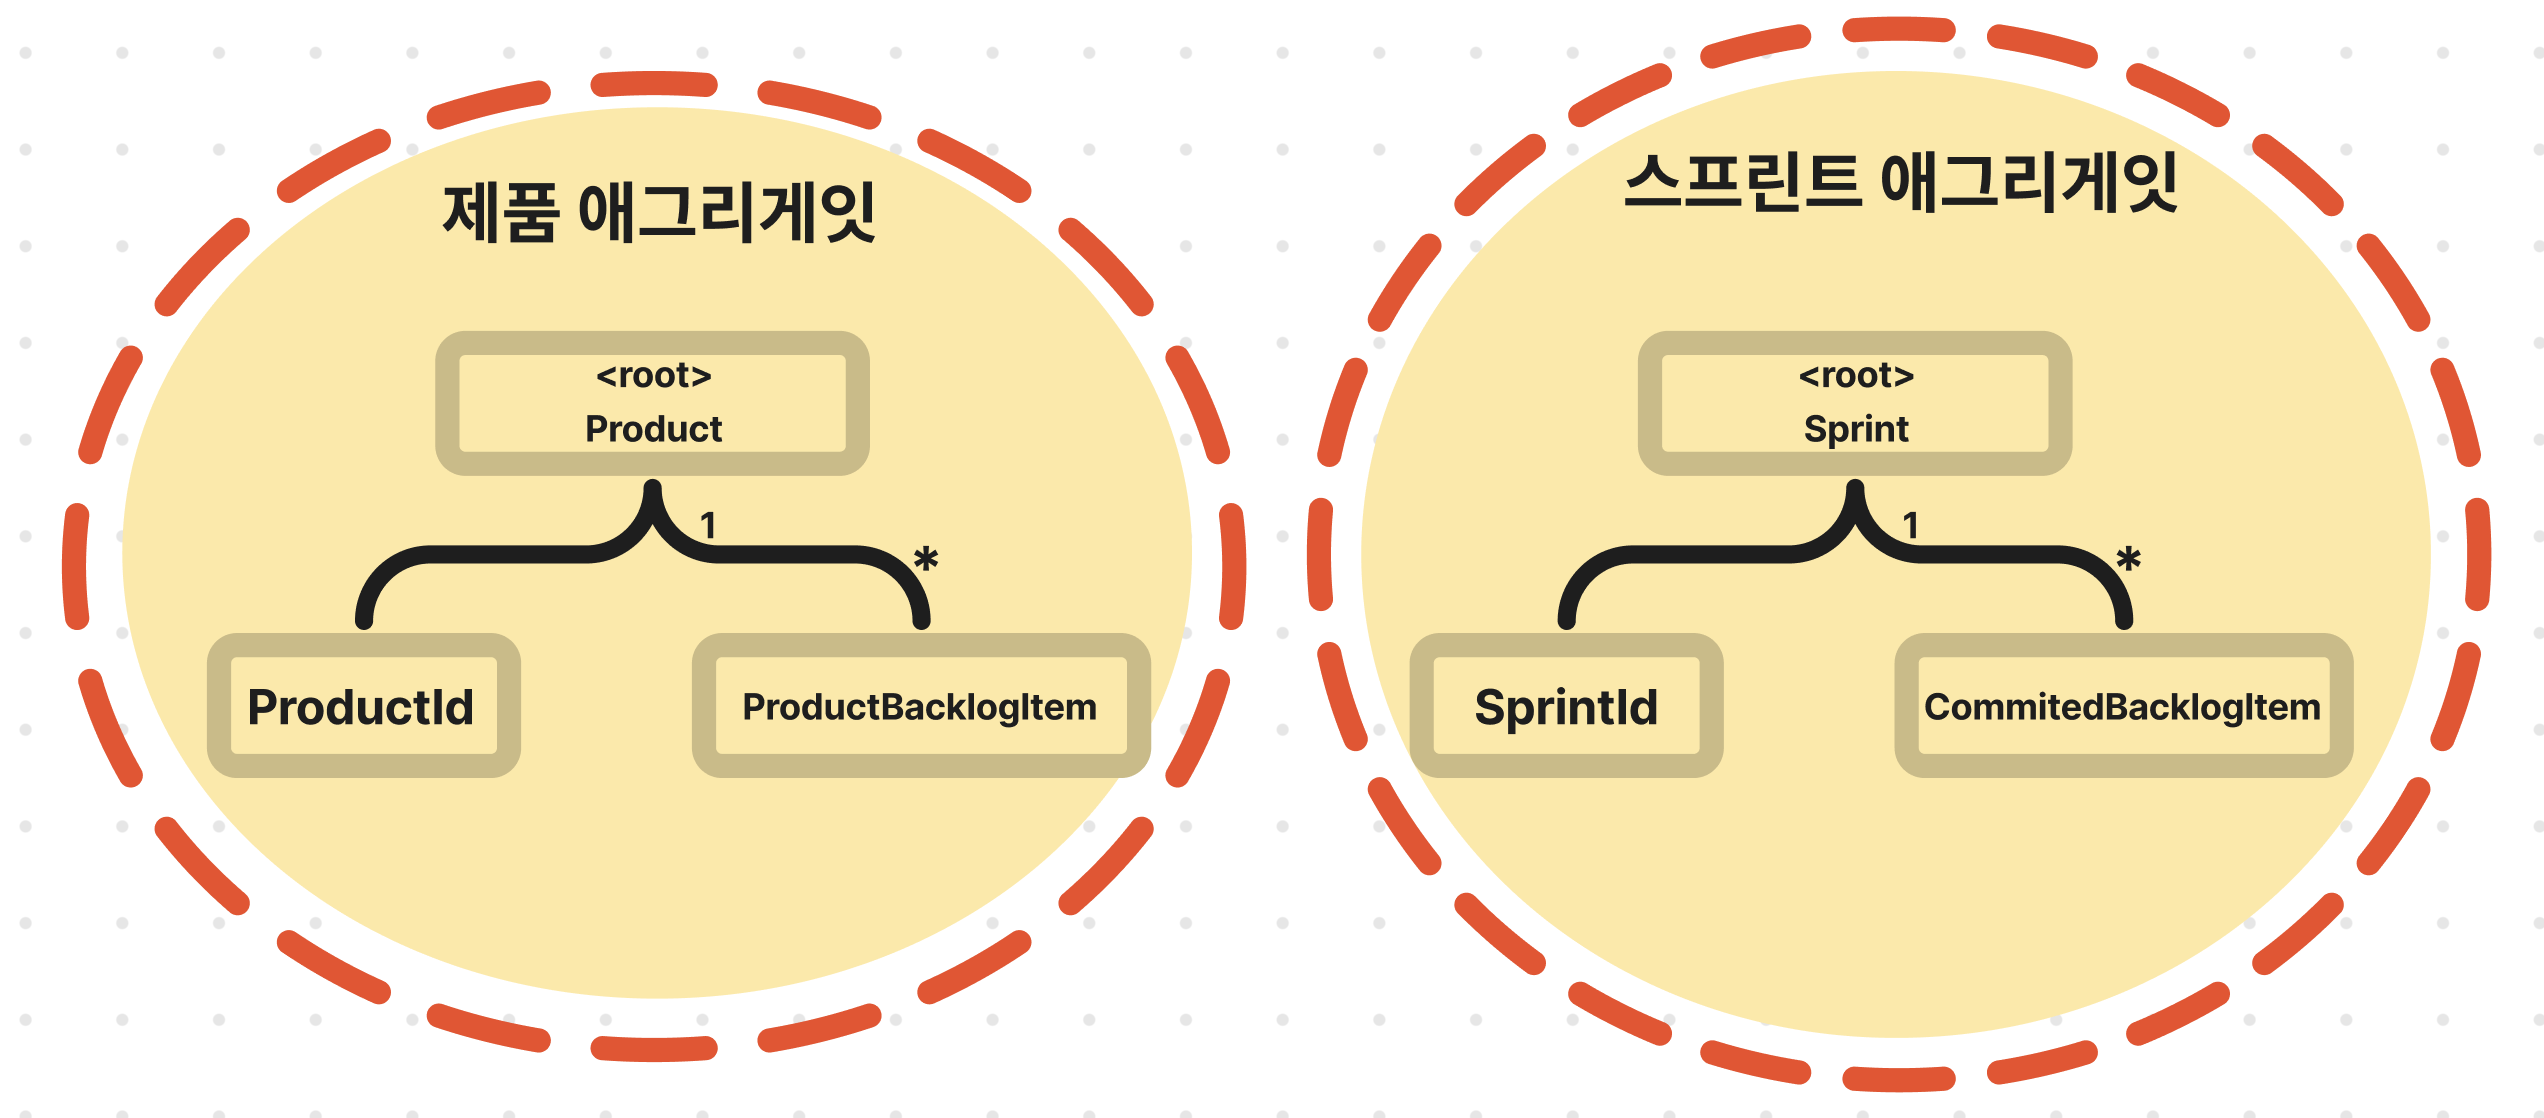 제품 애그리게잇
<root>
Product
1
*
ProductId
ProductBacklogItem
스프린트 애그리게잇
<root>
Sprint
1
*
SprintId
CommitedBacklogItem